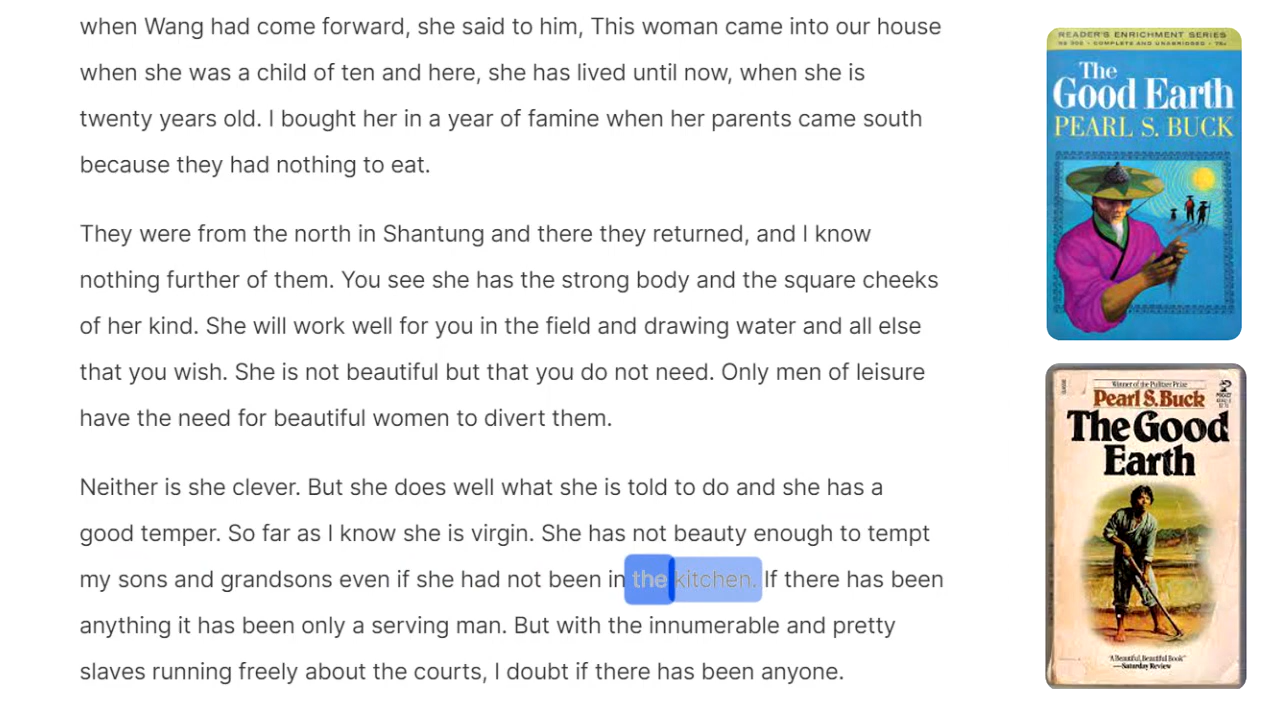 when Wang had come forward, she said to him, This woman came into our house
when she was a child of ten and here, she has lived until now, when she is
twenty years old. I bought her in a year of famine when her parents came south
because they had nothing to eat.
They were from the north in Shantung and there they returned, and I know
nothing further of them. You see she has the strong body and the square cheeks
of her kind. She will work well for you in the field and drawing water and all else
that you wish. She is not beautiful but that you do not need. Only men of leisure
have the need for beautiful women to divert them.
Neither is she clever. But she does well what she is told to do and she has a
good temper. So far as I know she is virgin. She has not beauty enough to tempt
my sons and grandsons even if she had not been in the kitchen. If there has been
anything it has been only a serving man. But with the innumerable and pretty
slaves running freely about the courts, I doubt if there has been anyone.
READER'S ENRICHMENT SERIES
COMPLETE AND UNABRIDGED
The
Good Earth
PEARL S. BUCK
Winner of the Pulitzer Prize
Pearl S. Buck
The Good
Earth
"A Beautiful, Beautiful Book"
—Saturday Review